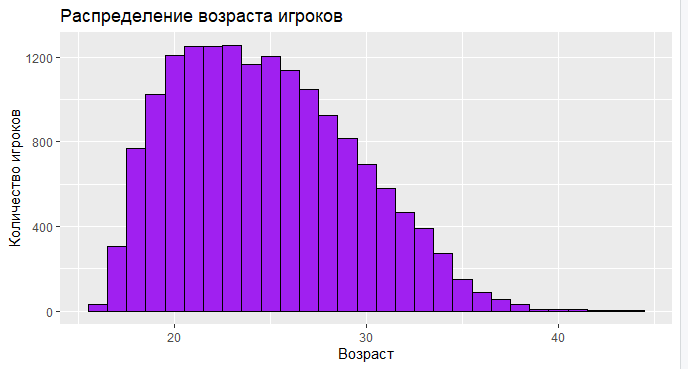 Распределение возраста игроков
1200
800
400
0
Количество игроков
20 30 40
Возраст